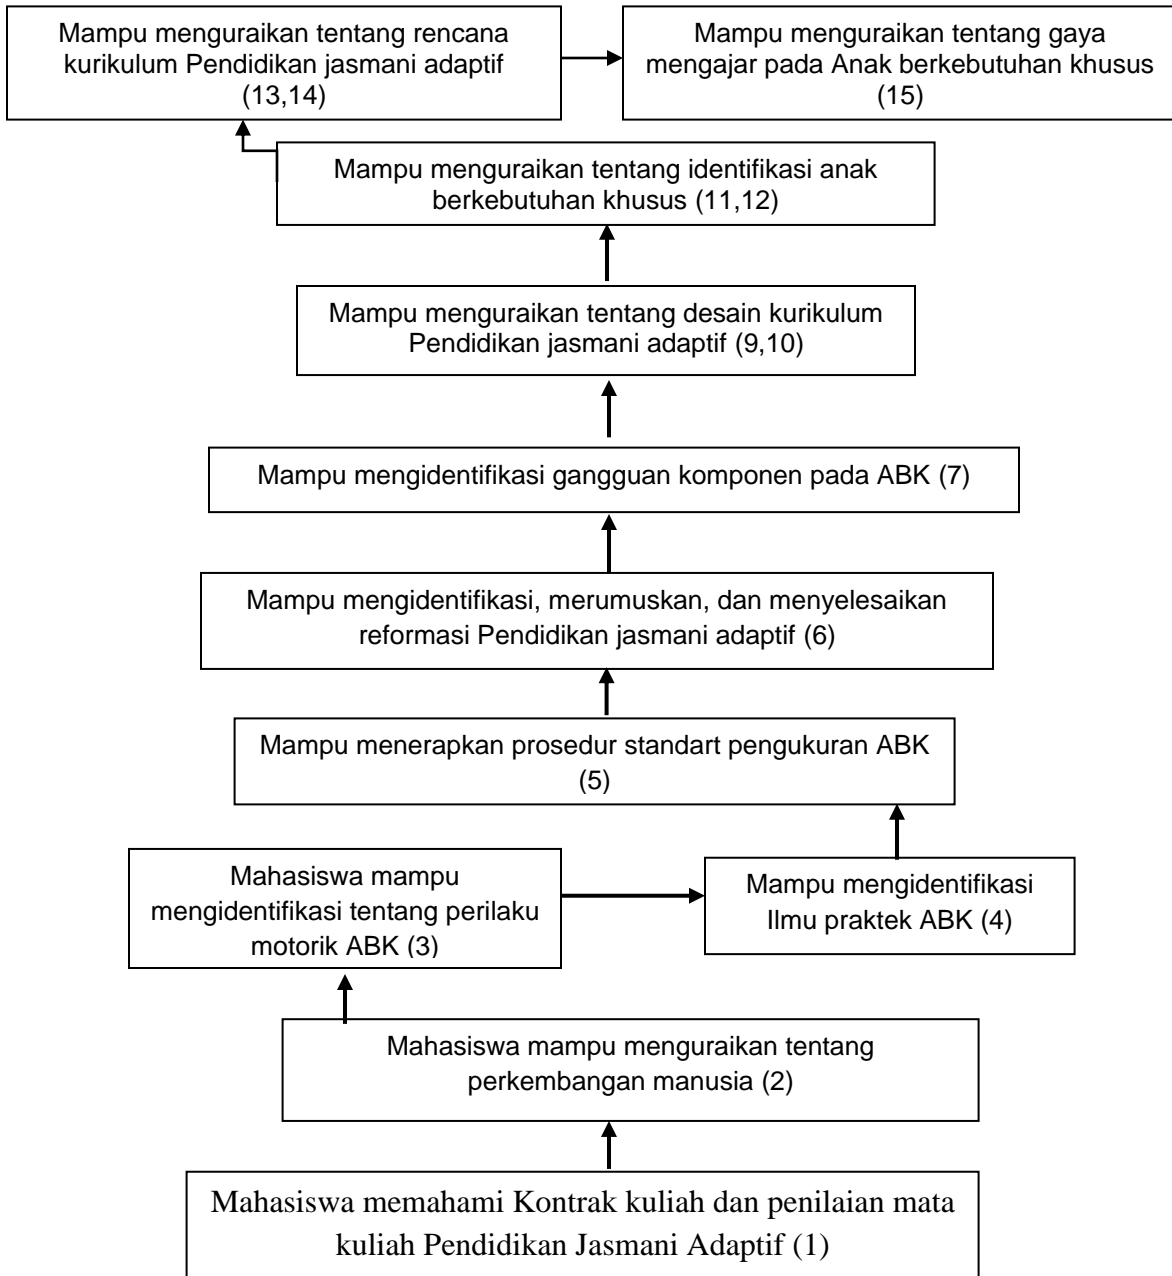 Mampu menguraikan tentang rencana
kurikulum Pendidikan jasmani adaptif
(13,14)
Mampu menguraikan tentang gaya
mengajar pada Anak berkebutuhan khusus
(15)
Mampu menguraikan tentang identifikasi anak
berkebutuhan khusus (11,12)
Mampu menguraikan tentang desain kurikulum
Pendidikan jasmani adaptif (9,10)
Mampu mengidentifikasi gangguan komponen pada ABK (7)
Mampu mengidentifikasi, merumuskan, dan menyelesaikan
reformasi Pendidikan jasmani adaptif (6)
Mampu menerapkan prosedur standart pengukuran ABK
(5)
Mahasiswa mampu
mengidentifikasi tentang perilaku
motorik ABK (3)
Mampu mengidentifikasi
Ilmu praktek ABK (4)
Mahasiswa mampu menguraikan tentang
perkembangan manusia (2)
Mahasiswa memahami Kontrak kuliah dan penilaian mata
kuliah Pendidikan Jasmani Adaptif (1)